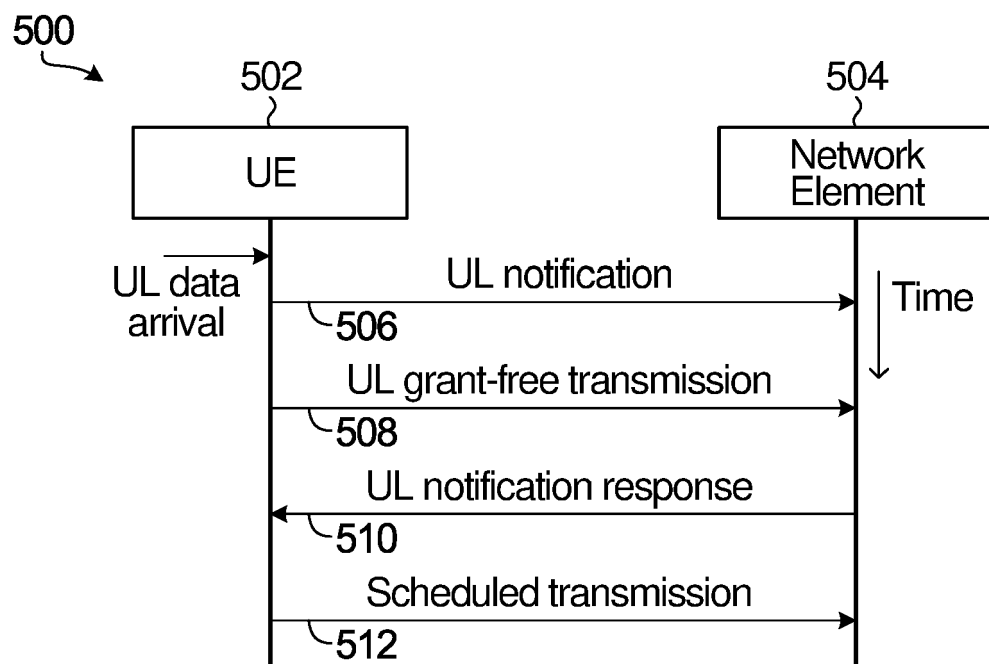 500
502
504
UE
Network
Element
UL data
arrival
UL notification
506
Time
UL grant-free transmission
508
UL notification response
510
Scheduled transmission
512